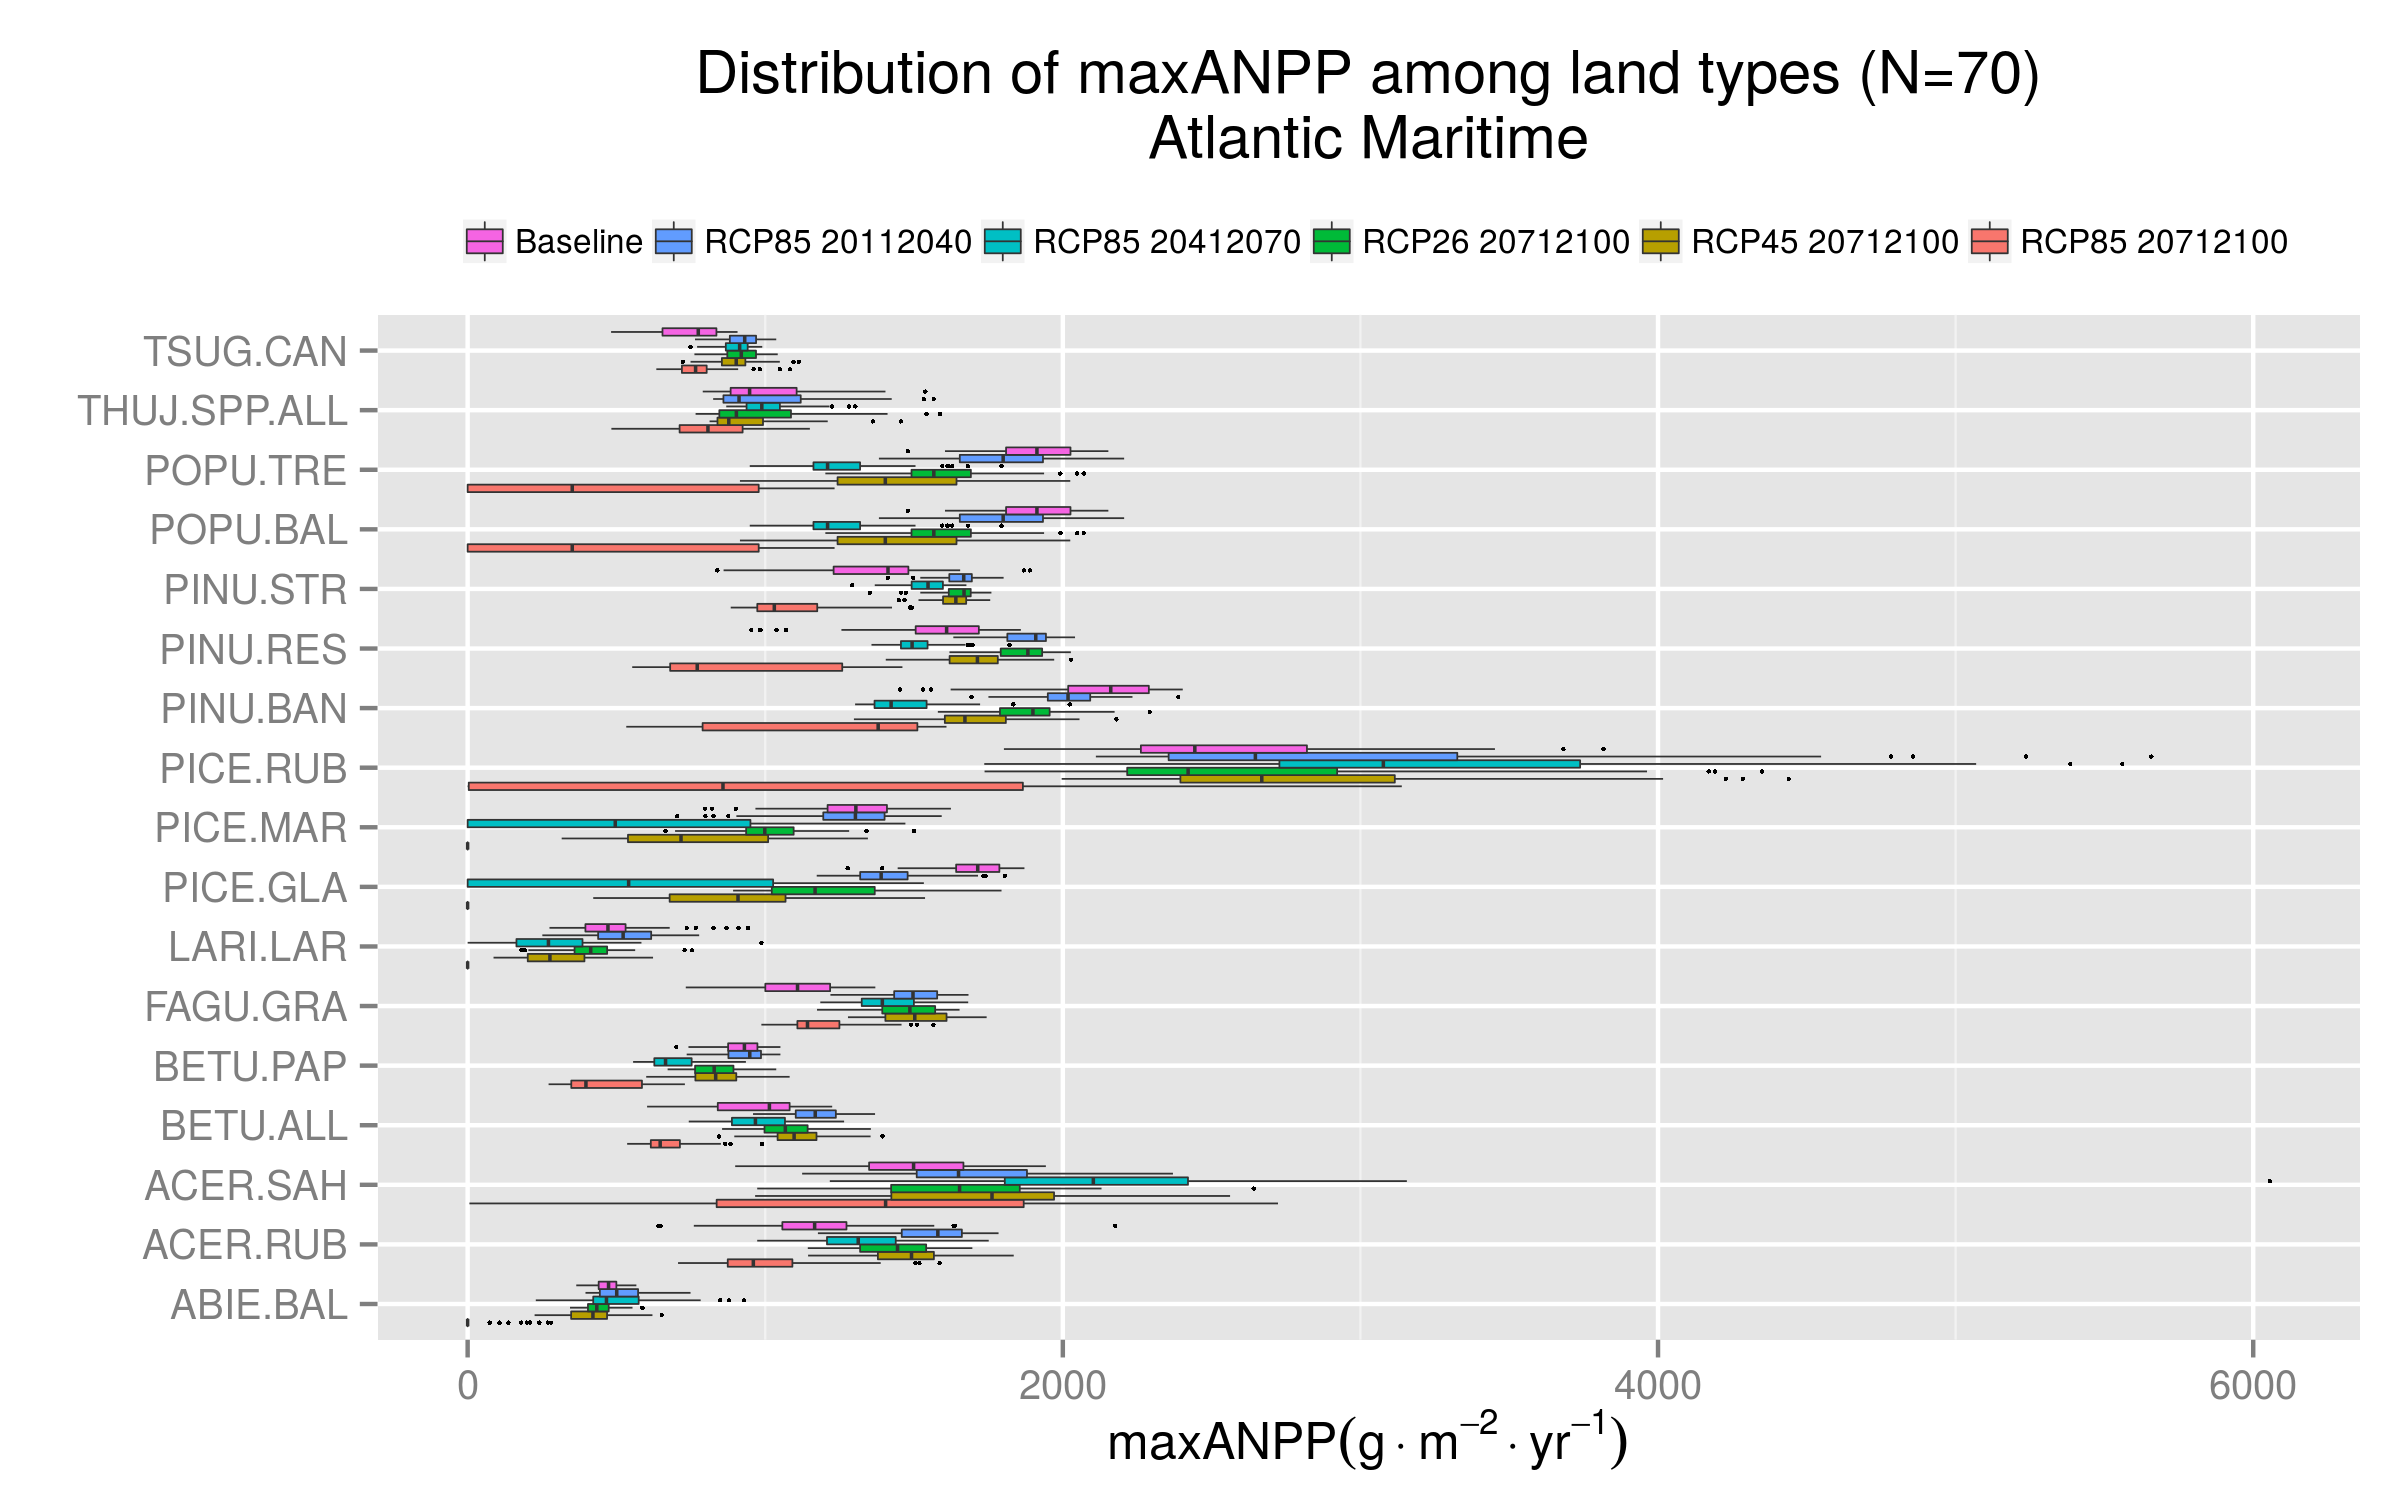 Distribution of maxANPP among land types (N=70)
Atlantic Maritime
Baseline RCP85 20112040 RCP85 20412070 RCP26 20712100 RCP45 20712100 RCP85 20712100
TSUG.CAN
THUJ.SPP.ALL
POPU.TRE
POPU.BAL
PINU.STR
PINU.RES
PINU.BAN
PICE.RUB
PICE.MAR
PICE.GLA
LARI.LAR
FAGU.GRA
BETU.PAP
BETU.ALL
ACER.SAH
ACER.RUB
ABIE.BAL
0 2000 4000 6000
maxANPP(g⋅m⁻²⋅yr⁻¹)